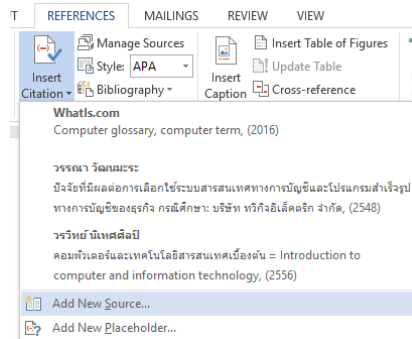 T REFERENCES MAILINGS REVIEW VIEW
Insert Citation
Manage Sources
Style: APA
Bibliography
Insert Caption
Insert Table of Figures
Update Table
Cross-reference
WhatIs.com
Computer glossary, computer term, (2016)
วรรณา วัฒนมะระ
ปัจจัยที่มีผลต่อการเลือกใช้ระบบสารสนเทศทางการบัญชีและโปรแกรมสำเร็จรูป
ทางการบัญชีของธุรกิจ กรณีศึกษา: บริษัท ทวีกิจอิเล็คตริก จำกัด, (2548)
วรวิทย์ นิเทศศิลป์
คอมพิวเตอร์และเทคโนโลยีสารสนเทศเบื้องต้น = Introduction to
computer and information technology, (2556)
Add New Source...
Add New Placeholder...